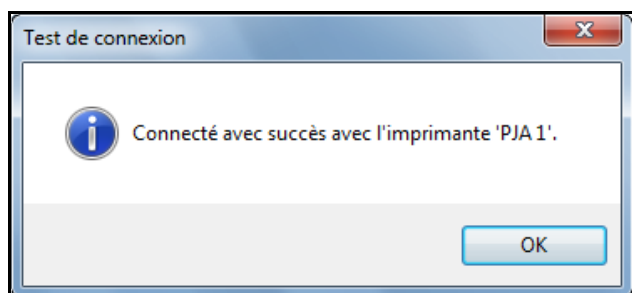 Test de connexion
Connecté avec succès avec l'imprimante 'PJA 1'.
OK